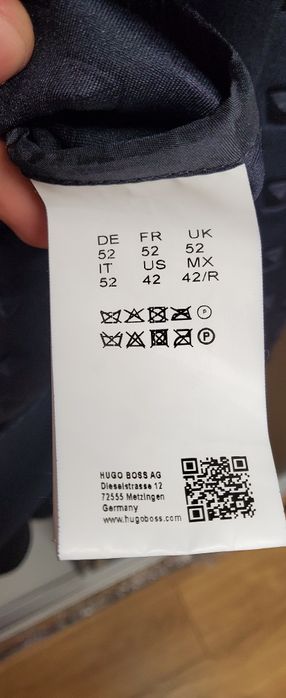 DE FR UK
52 52 52
IT US MX
52 42 42/R
P
P
HUGO BOSS AG
Dieselstrasse 12
72555 Metzingen
Germany
www.hugoboss.com